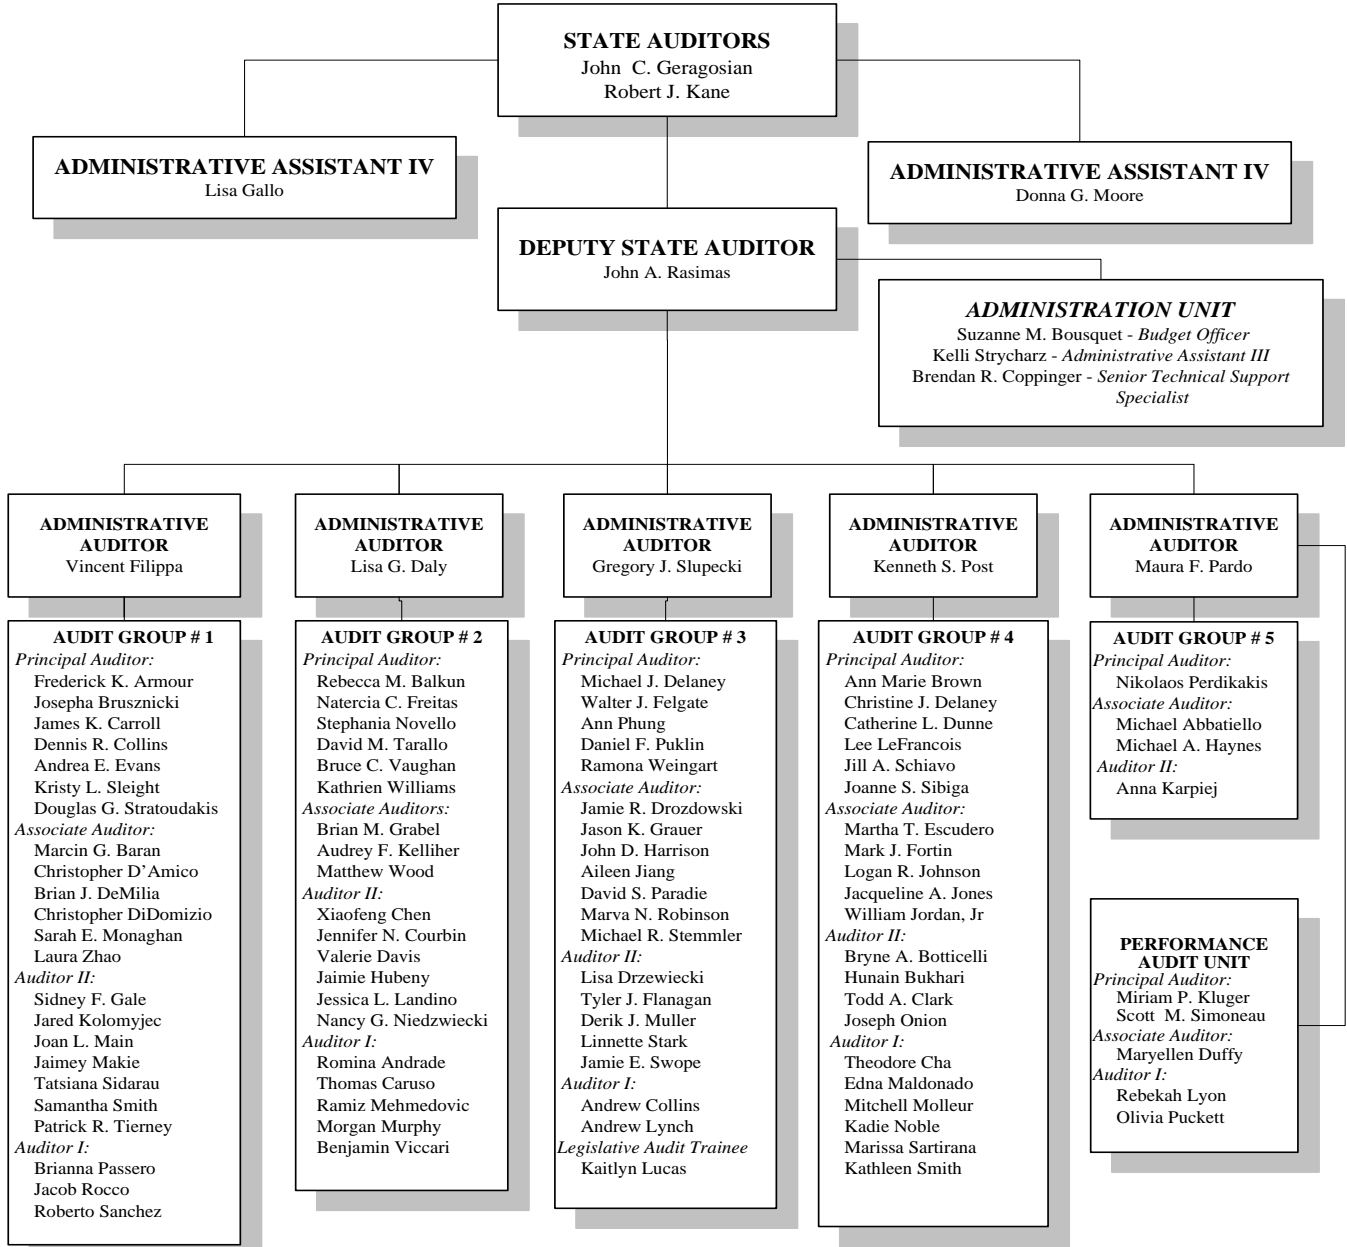 STATE AUDITORS
John C. Geragosian
Robert J. Kane
ADMINISTRATIVE ASSISTANT IV
Lisa Gallo
ADMINISTRATIVE ASSISTANT IV
Donna G. Moore
DEPUTY STATE AUDITOR
John A. Rasimas
ADMINISTRATION UNIT
Suzanne M. Bousquet - Budget Officer
Kelli Strycharz - Administrative Assistant III
Brendan R. Coppinger - Senior Technical Support
Specialist
ADMINISTRATIVE
AUDITOR
Vincent Filippa
ADMINISTRATIVE
AUDITOR
Lisa G. Daly
ADMINISTRATIVE
AUDITOR
Gregory J. Slupecki
ADMINISTRATIVE
AUDITOR
Kenneth S. Post
ADMINISTRATIVE
AUDITOR
Maura F. Pardo
AUDIT GROUP # 1
Principal Auditor:
Frederick K. Armour
Josepha Brusznicki
James K. Carroll
Dennis R. Collins
Andrea E. Evans
Kristy L. Sleight
Douglas G. Stratoudakis
Associate Auditor:
Marcin G. Baran
Christopher D’Amico
Brian J. DeMilia
Christopher DiDomizio
Sarah E. Monaghan
Laura Zhao
Auditor II:
Sidney F. Gale
Jared Kolomyjec
Joan L. Main
Jaimey Makie
Tatsiana Sidarau
Samantha Smith
Patrick R. Tierney
Auditor I:
Brianna Passero
Jacob Rocco
Roberto Sanchez
AUDIT GROUP # 2
Principal Auditor:
Rebecca M. Balkun
Natercia C. Freitas
Stephania Novello
David M. Tarallo
Bruce C. Vaughan
Kathrien Williams
Associate Auditors:
Brian M. Grabel
Audrey F. Kelliher
Matthew Wood
Auditor II:
Xiaofeng Chen
Jennifer N. Courbin
Valerie Davis
Jaimie Hubeny
Jessica L. Landino
Nancy G. Niedzwiecki
Auditor I:
Romina Andrade
Thomas Caruso
Ramiz Mehmedovic
Morgan Murphy
Benjamin Viccari
AUDIT GROUP # 3
Principal Auditor:
Michael J. Delaney
Walter J. Felgate
Ann Phung
Daniel F. Puklin
Ramona Weingart
Associate Auditor:
Jamie R. Drozdowski
Jason K. Grauer
John D. Harrison
Aileen Jiang
David S. Paradie
Marva N. Robinson
Michael R. Stemmler
Auditor II:
Lisa Drzewiecki
Tyler J. Flanagan
Derik J. Muller
Linnette Stark
Jamie E. Swope
Auditor I:
Andrew Collins
Andrew Lynch
Legislative Audit Trainee
Kaitlyn Lucas
AUDIT GROUP # 4
Principal Auditor:
Ann Marie Brown
Christine J. Delaney
Catherine L. Dunne
Lee LeFrancois
Jill A. Schiavo
Joanne S. Sibiga
Associate Auditor:
Martha T. Escudero
Mark J. Fortin
Logan R. Johnson
Jacqueline A. Jones
William Jordan, Jr
Auditor II:
Bryne A. Botticelli
Hunain Bukhari
Todd A. Clark
Joseph Onion
Auditor I:
Theodore Cha
Edna Maldonado
Mitchell Molleur
Kadie Noble
Marissa Sartirana
Kathleen Smith
AUDIT GROUP # 5
Principal Auditor:
Nikolaos Perdikakis
Associate Auditor:
Michael Abbatiello
Michael A. Haynes
Auditor II:
Anna Karpiej
PERFORMANCE
AUDIT UNIT
Principal Auditor:
Miriam P. Kluger
Scott M. Simoneau
Associate Auditor:
Maryellen Duffy
Auditor I:
Rebekah Lyon
Olivia Puckett